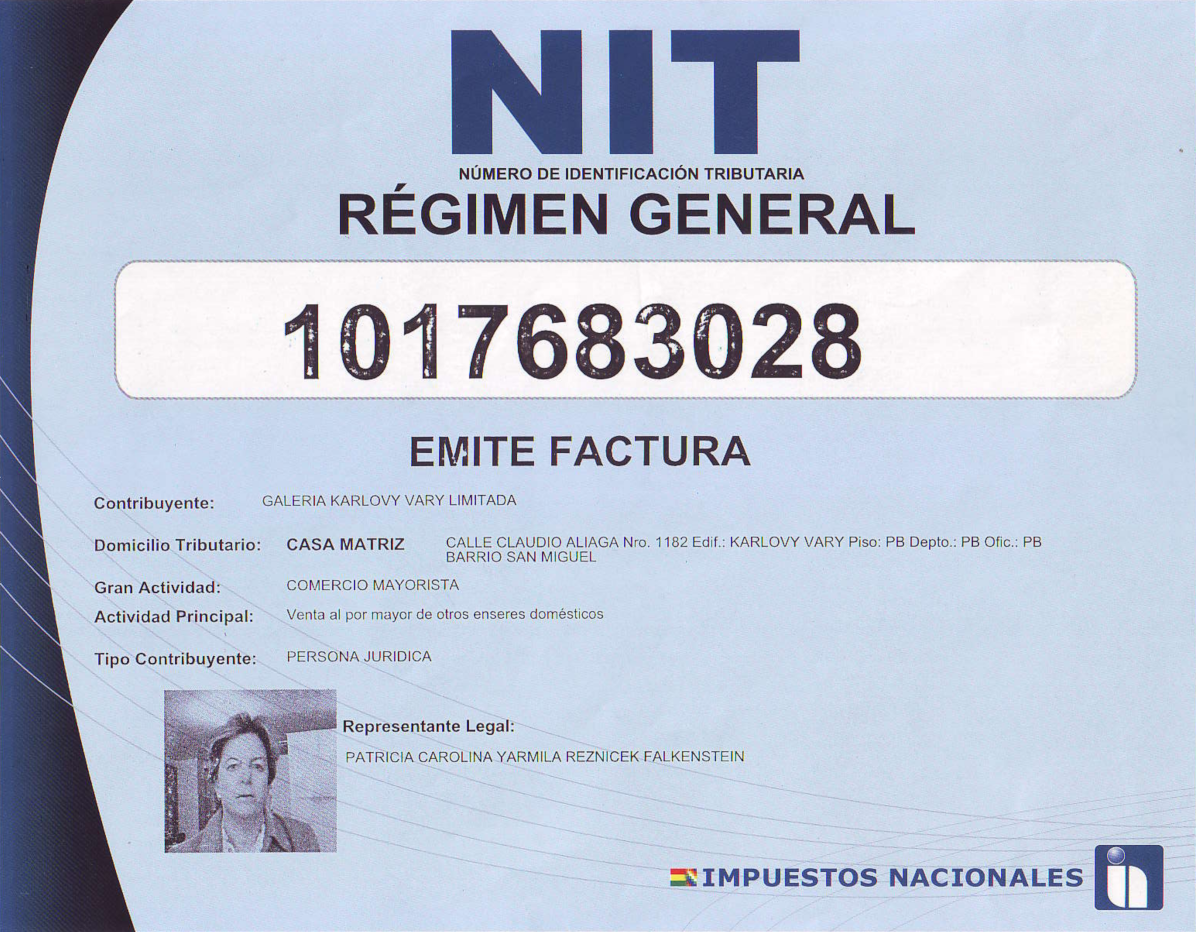 NIT
NÚMERO DE IDENTIFICACIÓN TRIBUTARIA
RÉGIMEN GENERAL
1017683028
EMITE FACTURA
Contribuyente: GALERIA KARLOVY VARY LIMITADA
Domicilio Tributario: CASA MATRIZ CALLE CLAUDIO ALIAGA Nro. 1182 Edif.: KARLOVY VARY Piso: PB Depto.: PB Ofic.: PB
BARRIO SAN MIGUEL
Gran Actividad: COMERCIO MAYORISTA
Actividad Principal: Venta al por mayor de otros enseres domésticos
Tipo Contribuyente: PERSONA JURIDICA
Representante Legal:
PATRICIA CAROLINA YARMILA REZNICEK FALKENSTEIN
IMPUESTOS NACIONALES in